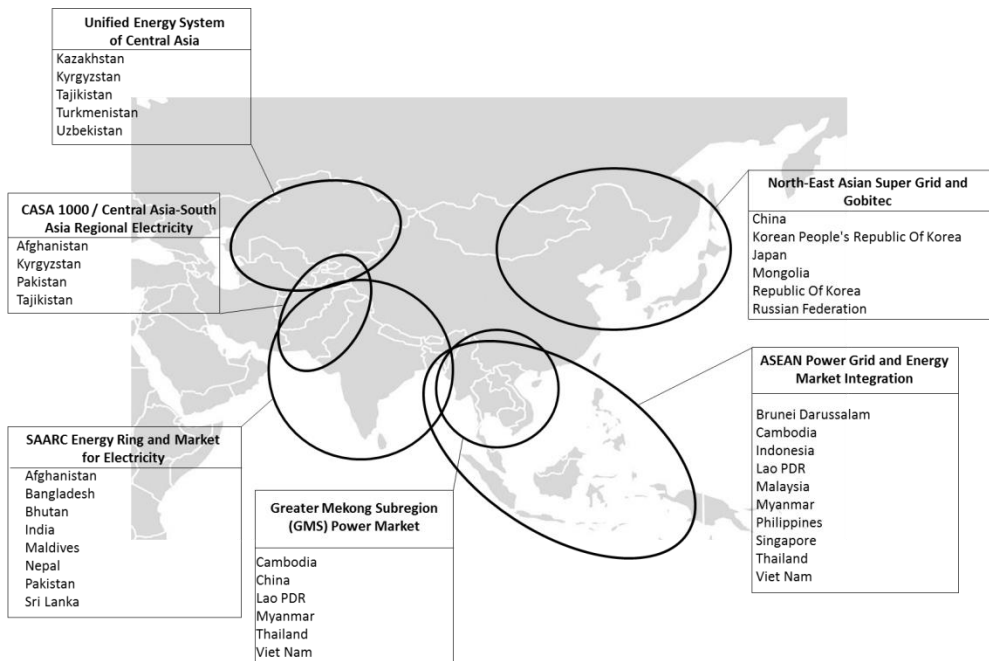 Unified Energy System
of Central Asia
Kazakhstan
Kyrgyzstan
Tajikistan
Turkmenistan
Uzbekistan
CASA 1000 / Central Asia-South
Asia Regional Electricity
Afghanistan
Kyrgyzstan
Pakistan
Tajikistan
SAARC Energy Ring and Market
for Electricity
Afghanistan
Bangladesh
Bhutan
India
Maldives
Nepal
Pakistan
Sri Lanka
Greater Mekong Subregion
(GMS) Power Market
Cambodia
China
Lao PDR
Myanmar
Thailand
Viet Nam
North-East Asian Super Grid and
Gobitec
China
Korean People's Republic Of Korea
Japan
Mongolia
Republic Of Korea
Russian Federation
ASEAN Power Grid and Energy
Market Integration
Brunei Darussalam
Cambodia
Indonesia
Lao PDR
Malaysia
Myanmar
Philippines
Singapore
Thailand
Viet Nam